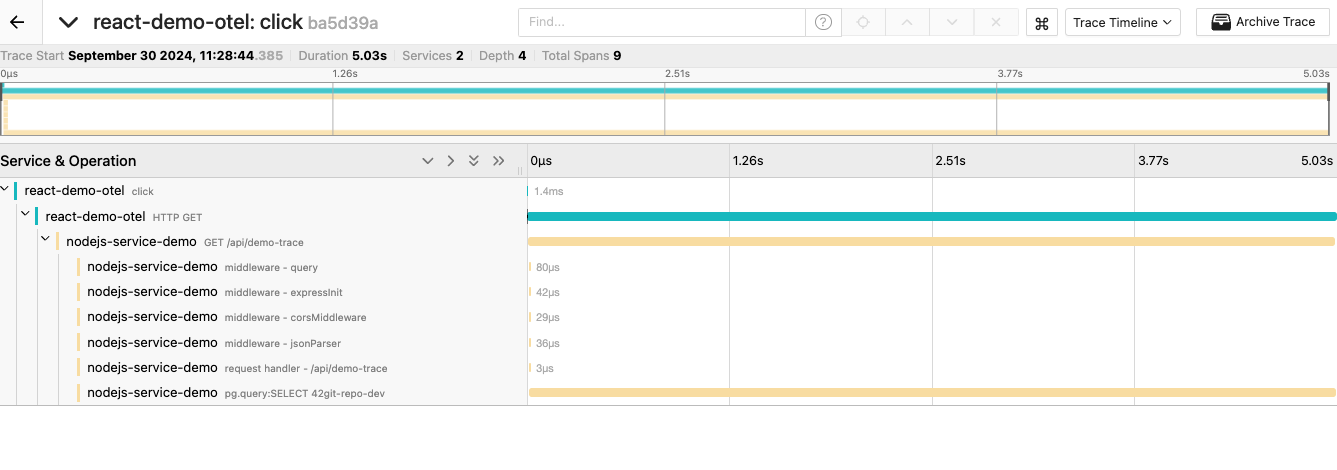 react-demo-otel: click ba5d39a Find... ? ⌘ Trace Timeline Archive Trace
Trace Start September 30 2024, 11:28:44.385 Duration 5.03s Services 2 Depth 4 Total Spans 9
0μs 1.26s 2.51s 3.77s 5.03s
Service & Operation 0μs 1.26s 2.51s 3.77s 5.03s
react-demo-otel click 1.4ms
react-demo-otel HTTP GET
nodejs-service-demo GET /api/demo-trace
nodejs-service-demo middleware - query 80μs
nodejs-service-demo middleware - expressInit 42μs
nodejs-service-demo middleware - corsMiddleware 29μs
nodejs-service-demo middleware - jsonParser 36μs
nodejs-service-demo request handler - /api/demo-trace 3μs
nodejs-service-demo pg.query:SELECT 42git-repo-dev